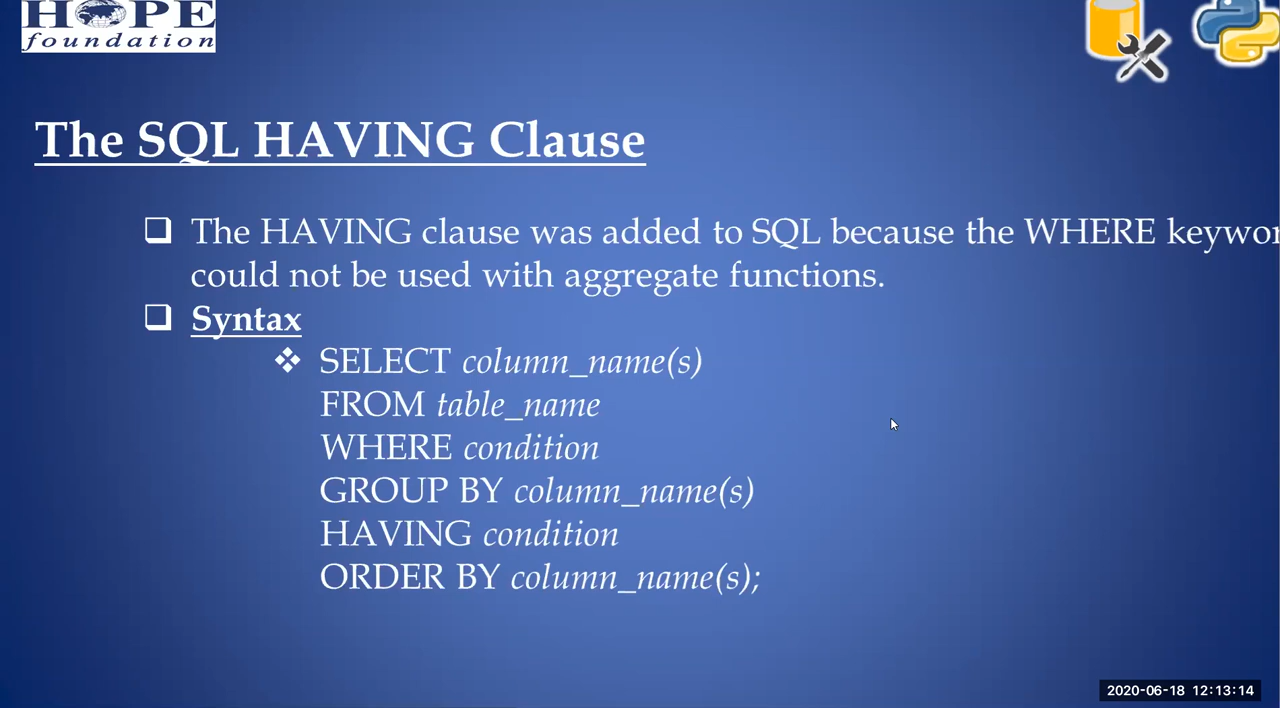 HOPE
foundation
The SQL HAVING Clause
The HAVING clause was added to SQL because the WHERE keywor
could not be used with aggregate functions.
Syntax
SELECT column_name(s)
FROM table_name
WHERE condition
GROUP BY column_name(s)
HAVING condition
ORDER BY column_name(s);
2020-06-18 12:13:14